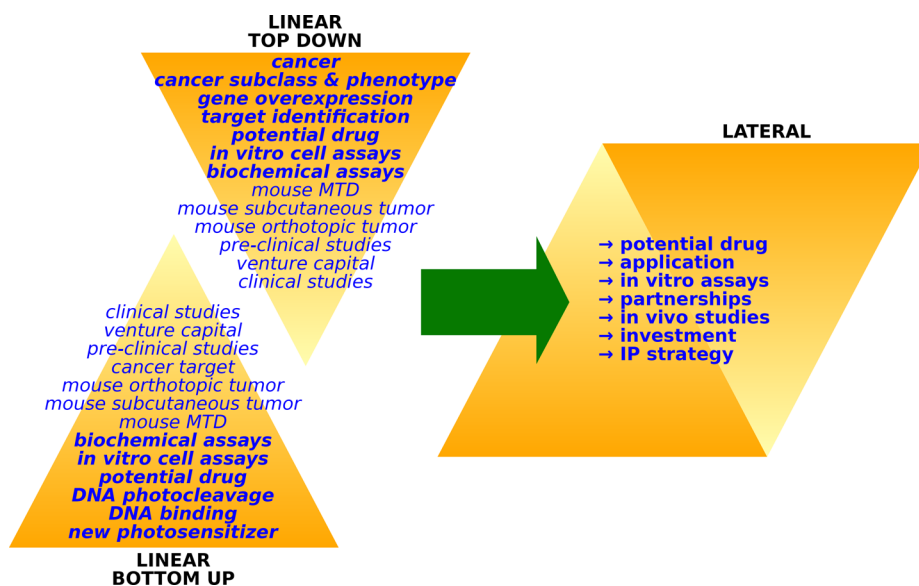 LINEAR
TOP DOWN
cancer
cancer subclass & phenotype
gene overexpression
target identification
potential drug
in vitro cell assays
biochemical assays
mouse MTD
mouse subcutaneous tumor
mouse orthotopic tumor
pre-clinical studies
venture capital
clinical studies
clinical studies
venture capital
pre-clinical studies
cancer target
mouse orthotopic tumor
mouse subcutaneous tumor
mouse MTD
biochemical assays
in vitro cell assays
potential drug
DNA photocleavage
DNA binding
new photosensitizer
LINEAR
BOTTOM UP
LATERAL
→ potential drug
→ application
→ in vitro assays
→ partnerships
→ in vivo studies
→ investment
→ IP strategy